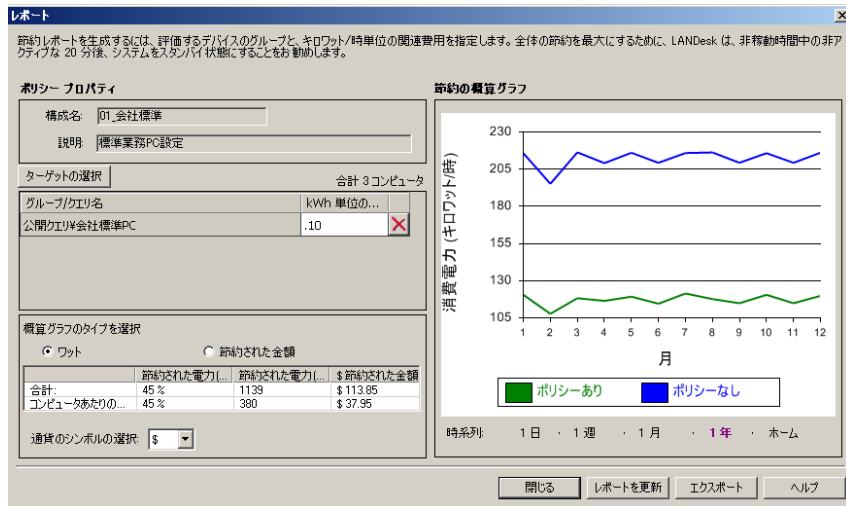 レポート
節約レポートを生成するには、評価するデバイスのグループと、キロワット/時単位の関連費用を指定します。全体の節約を最大にするために、LANDesk は、非稼動時間中の非ア
クティブな 20 分後、システムをスタンバイ状態にすることをお勧めします。
ポリシー プロパティ
構成名: 01_会社標準
説明: 標準業務PC設定
ターゲットの選択
合計 3 コンピュータ
グループ/クエリ名 kWh 単位の...
公開クエリ¥会社標準PC .10
概算グラフのタイプを選択
ワット 節約された金額
節約された電力(... 節約された電力(... $ 節約された金額
合計: 45 % 1139 $ 113.85
コンピュータあたりの... 45 % 380 $ 37.95
通貨のシンボルの選択: $
節約の概算グラフ
消費電力 (キロワット/時)
230
205
180
155
130
105
1 2 3 4 5 6 7 8 9 10 11 12
月
ポリシーあり ポリシーなし
時系列: 1 日 · 1 週 · 1 月 · 1 年 · ホーム
閉じる レポートを更新 エクスポート ヘルプ